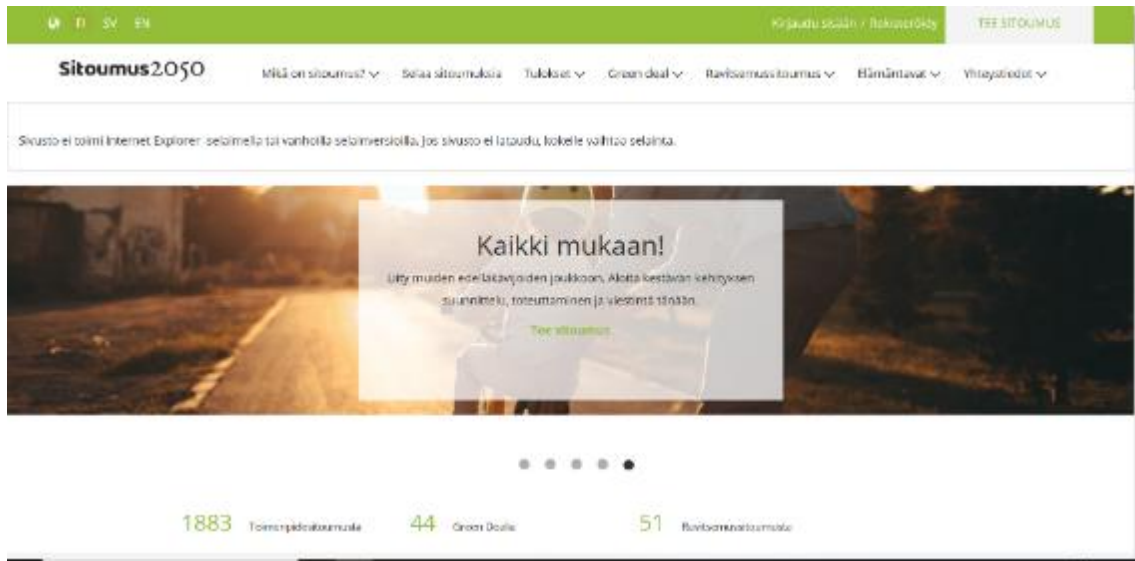 FI SV EN
Kirjaudu sisään / Rekisteröidy
TEE SITOUMUS
Sitoumus2050
Mikä on sitoumus?
Selaa sitoumuksia
Tulokset
Green deal
Ravitsemussitoumus
Elämäntavat
Yhteystiedot
Sivusto ei toimi Internet Explorer -selaimella tai vanhoilla selainversioilla. Jos sivusto ei lataudu, kokeile vaihtaa selainta.
Kaikki mukaan!
Liity muiden edelläkävijöiden joukkoon. Aloita kestävän kehityksen
suunnittelu, toteuttaminen ja viestintä tänään.
Tee sitoumus
1883 Toimenpidesitoumusta
44 Green Dealia
51 Ravitsemussitoumusta